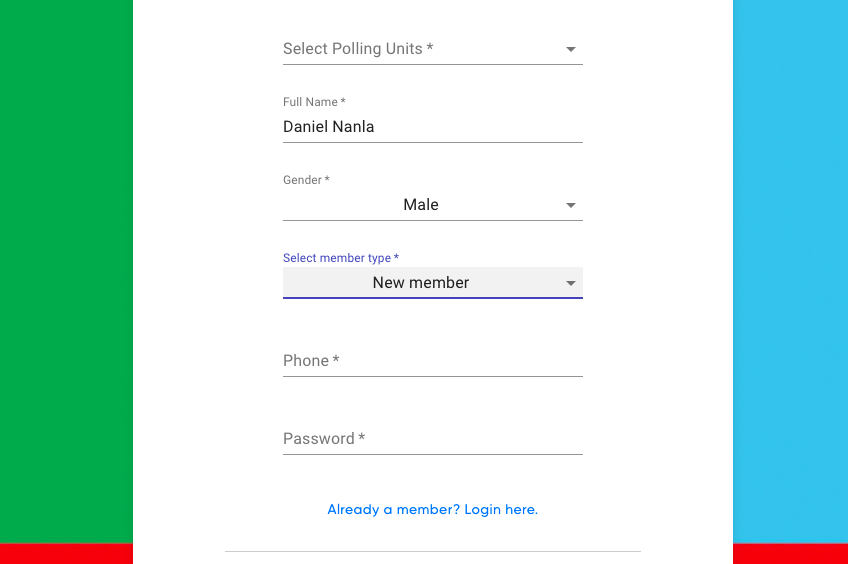 Select Polling Units *
Full Name *
Daniel Nanla
Gender *
Male
Select member type *
New member
Phone *
Password *
Already a member? Login here.